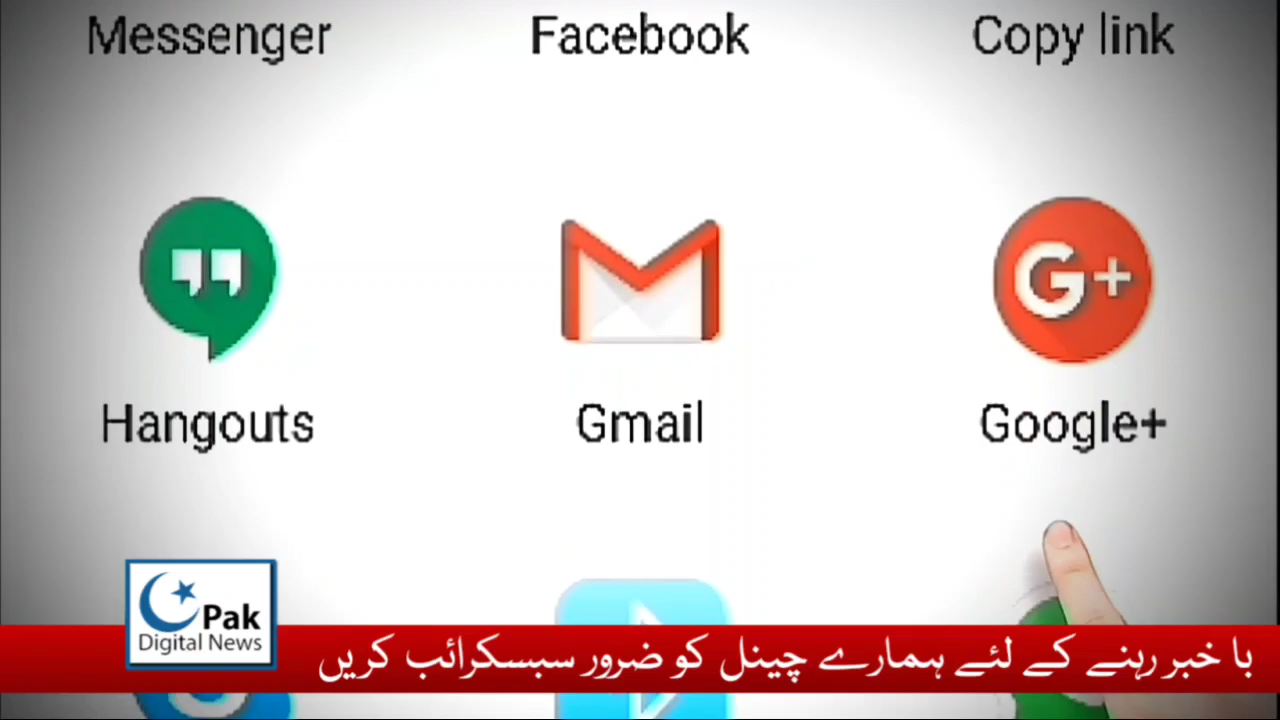 Messenger Facebook Copy link
Hangouts Gmail Google+
Pak
Digital News
با خبر رہنے کے لئے ہمارے چینل کو ضرور سبسکرائب کریں